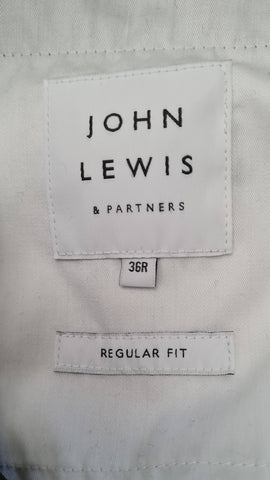 JOHN
LEWIS
& PARTNERS
36R
REGULAR FIT